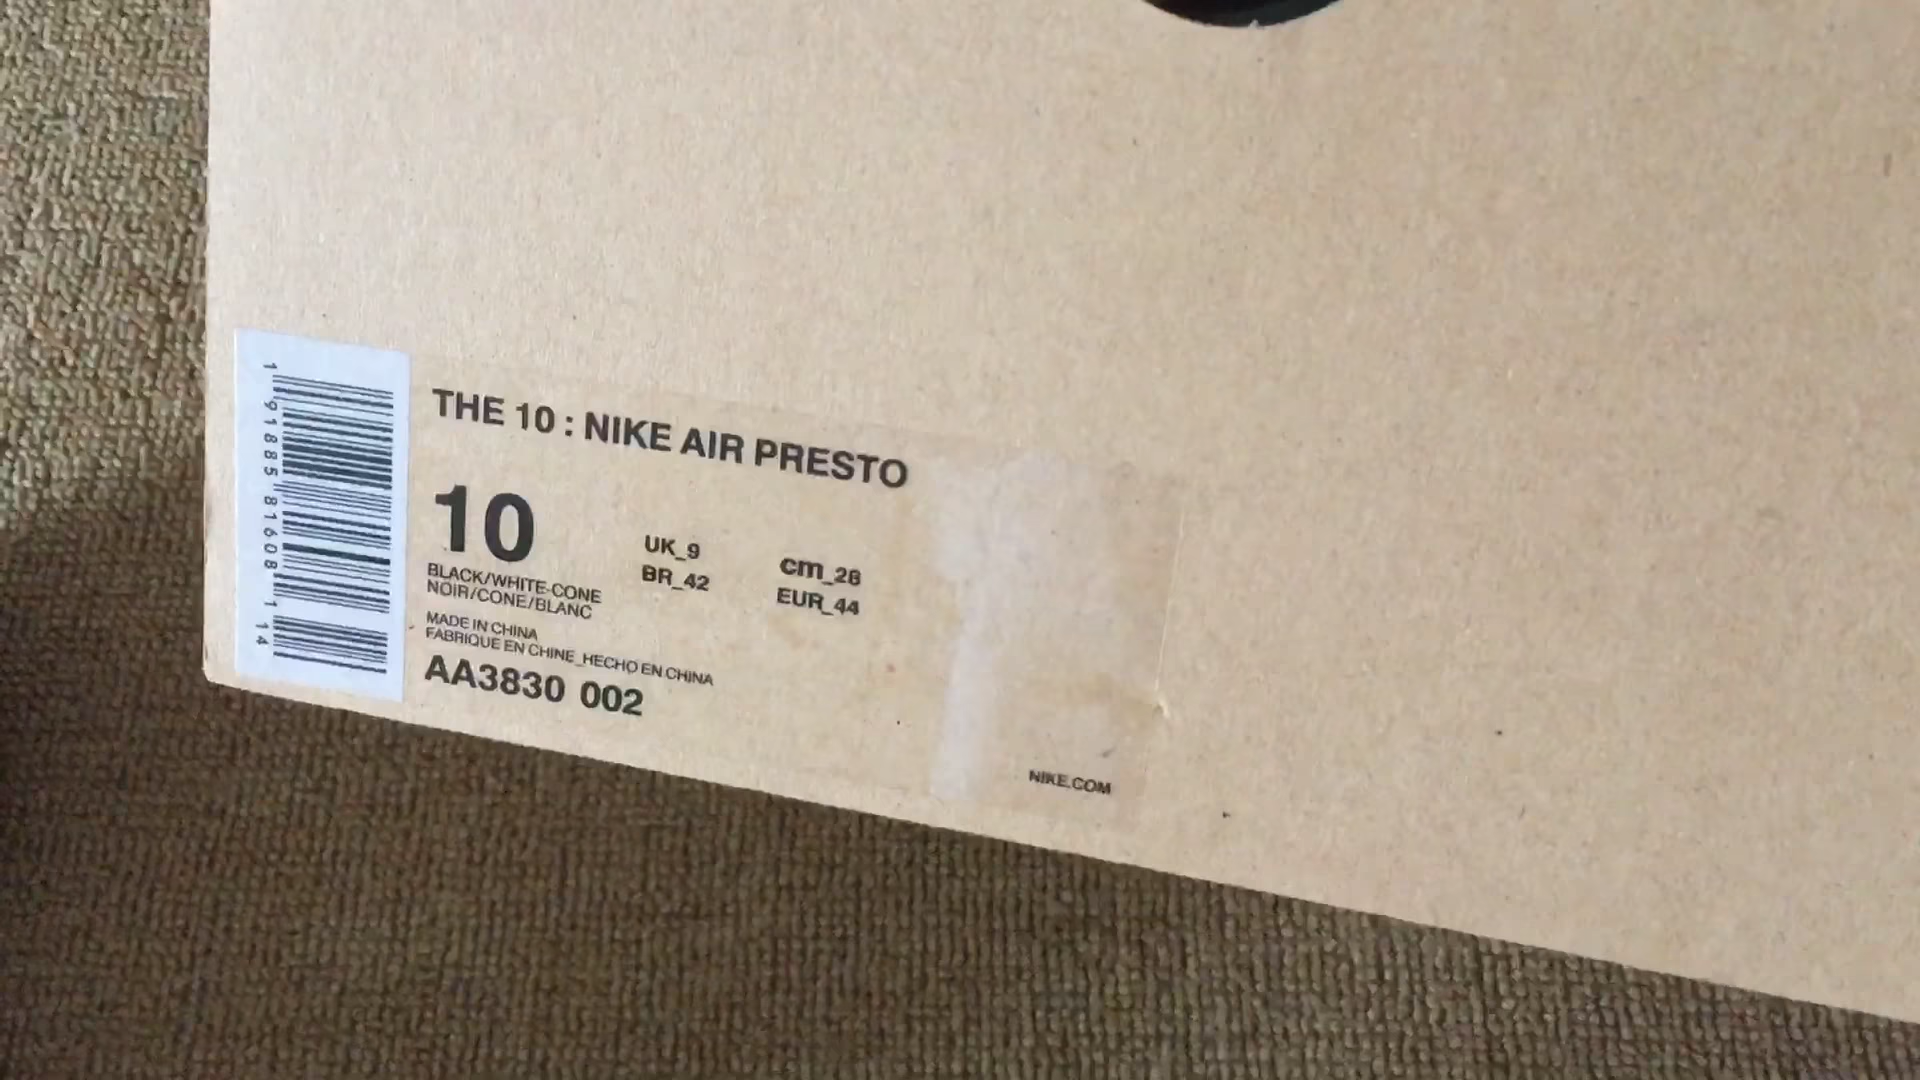 THE 10 : NIKE AIR PRESTO
10
UK_9
cm_28
BR_42
EUR_44
BLACK/WHITE-CONE
NOIR/CONE/BLANC
MADE IN CHINA
FABRIQUE EN CHINE_HECHO EN CHINA
AA3830 002
NIKE.COM
1 91885 81608 1 14